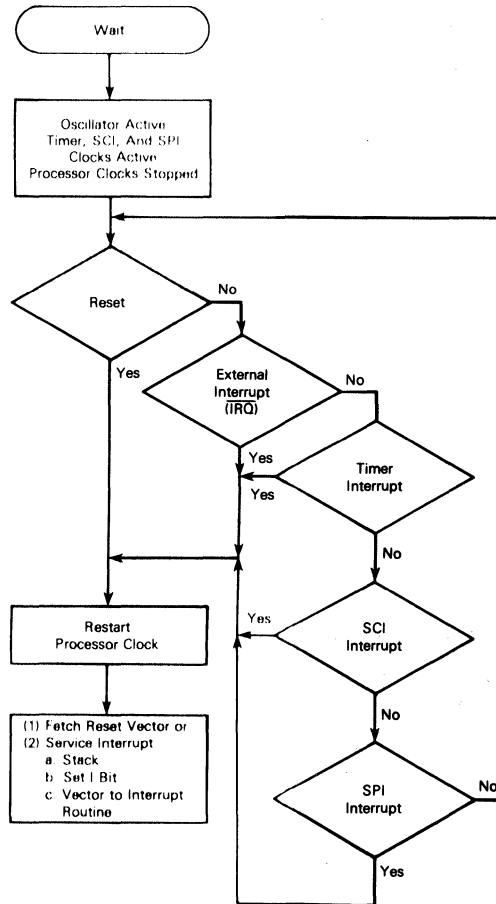 Wait
Oscillator Active
Timer, SCI, And SPI
Clocks Active
Processor Clocks Stopped
Reset
No
Yes
External
Interrupt
(IRQ)
No
Yes
Timer
Interrupt
Yes
No
SCI
Interrupt
Yes
No
Restart
Processor Clock
(1) Fetch Reset Vector or
(2) Service Interrupt
a. Stack
b Set I Bit
c. Vector to Interrupt
Routine
SPI
Interrupt
No
Yes